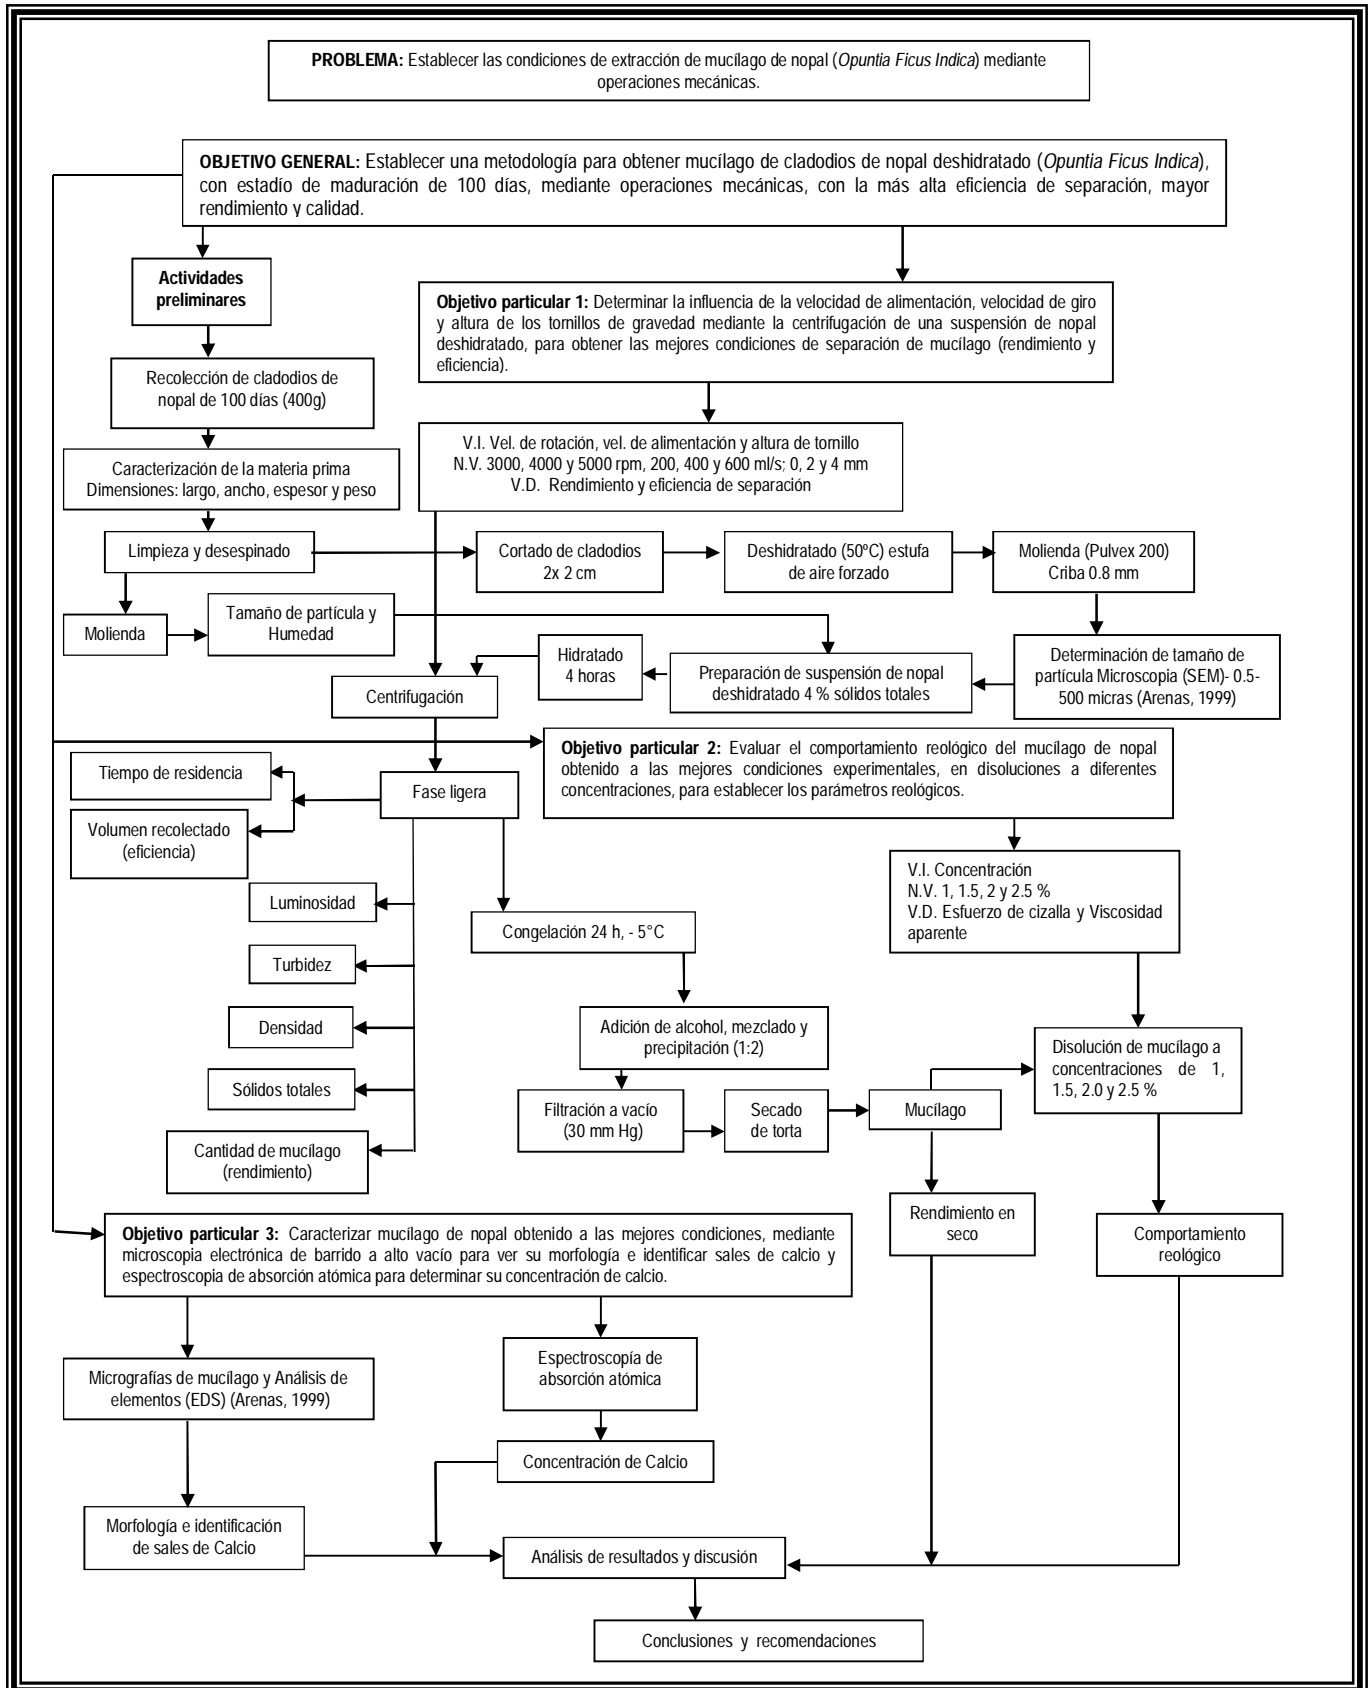 PROBLEMA: Establecer las condiciones de extracción de mucílago de nopal (Opuntia Ficus Indica) mediante
operaciones mecánicas.
OBJETIVO GENERAL: Establecer una metodología para obtener mucílago de cladodios de nopal deshidratado (Opuntia Ficus Indica),
con estadío de maduración de 100 días, mediante operaciones mecánicas, con la más alta eficiencia de separación, mayor
rendimiento y calidad.
Actividades
preliminares
Objetivo particular 1: Determinar la influencia de la velocidad de alimentación, velocidad de giro
y altura de los tornillos de gravedad mediante la centrifugación de una suspensión de nopal
deshidratado, para obtener las mejores condiciones de separación de mucílago (rendimiento y
eficiencia).
Recolección de cladodios de
nopal de 100 días (400g)
V.I. Vel. de rotación, vel. de alimentación y altura de tornillo
N.V. 3000, 4000 y 5000 rpm, 200, 400 y 600 ml/s; 0, 2 y 4 mm
V.D. Rendimiento y eficiencia de separación
Caracterización de la materia prima
Dimensiones: largo, ancho, espesor y peso
Limpieza y desespinado
Cortado de cladodios
2x 2 cm
Deshidratado (50ºC) estufa
de aire forzado
Molienda (Pulvex 200)
Criba 0.8 mm
Molienda
Tamaño de partícula y
Humedad
Hidratado
4 horas
Preparación de suspensión de nopal
deshidratado 4 % sólidos totales
Determinación de tamaño de
partícula Microscopia (SEM)- 0.5-
500 micras (Arenas, 1999)
Centrifugación
Objetivo particular 2: Evaluar el comportamiento reológico del mucílago de nopal
obtenido a las mejores condiciones experimentales, en disoluciones a diferentes
concentraciones, para establecer los parámetros reológicos.
Tiempo de residencia
Fase ligera
Volumen recolectado
(eficiencia)
V.I. Concentración
N.V. 1, 1.5, 2 y 2.5 %
V.D. Esfuerzo de cizalla y Viscosidad
aparente
Luminosidad
Congelación 24 h, - 5°C
Turbidez
Densidad
Adición de alcohol, mezclado y
precipitación (1:2)
Disolución de mucílago a
concentraciones de 1,
1.5, 2.0 y 2.5 %
Sólidos totales
Filtración a vacío
(30 mm Hg)
Secado
de torta
Mucílago
Cantidad de mucílago
(rendimiento)
Rendimiento en
seco
Comportamiento
reológico
Objetivo particular 3: Caracterizar mucílago de nopal obtenido a las mejores condiciones, mediante
microscopia electrónica de barrido a alto vacío para ver su morfología e identificar sales de calcio y
espectroscopia de absorción atómica para determinar su concentración de calcio.
Espectroscopía de
absorción atómica
Micrografías de mucílago y Análisis de
elementos (EDS) (Arenas, 1999)
Concentración de Calcio
Morfología e identificación
de sales de Calcio
Análisis de resultados y discusión
Conclusiones y recomendaciones